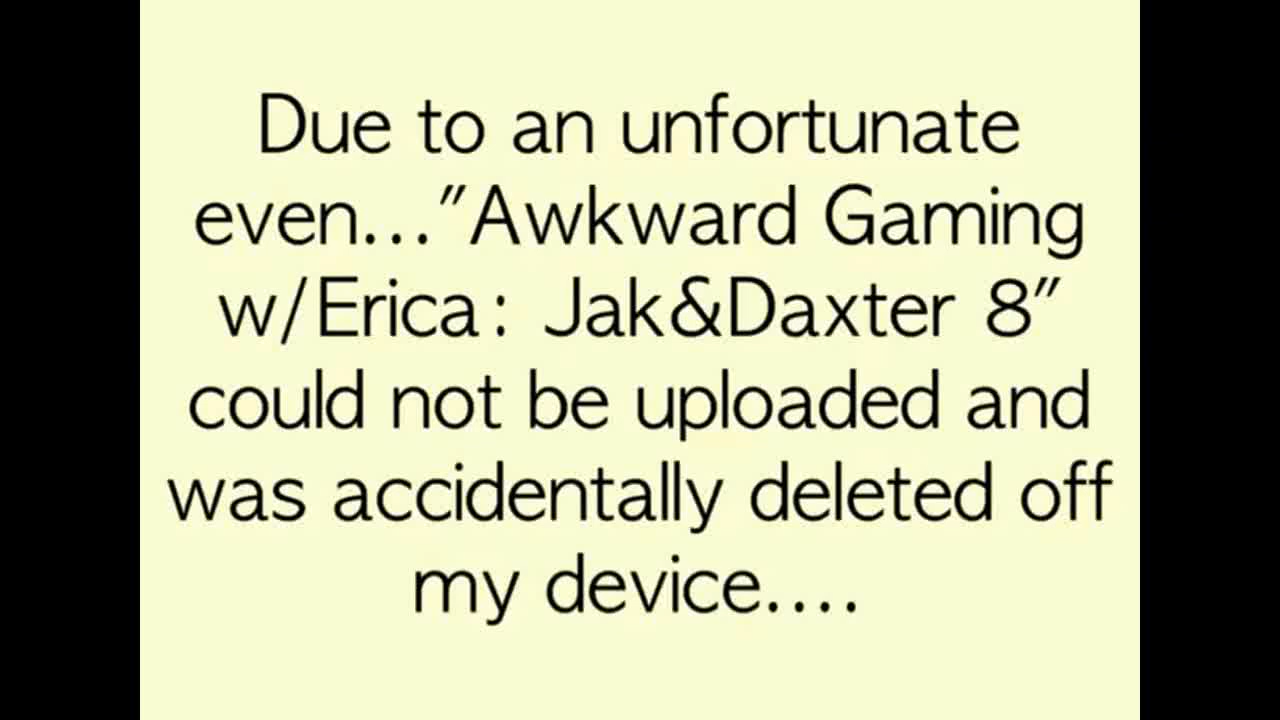 Due to an unfortunate
even..."Awkward Gaming
w/Erica: Jak&Daxter 8"
could not be uploaded and
was accidentally deleted off
my device....